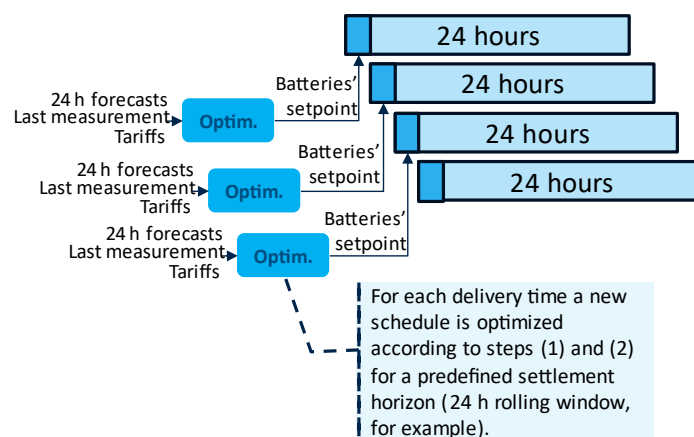 24 hours
24 hours
24 hours
24 hours
24 h forecasts
Last measurement
Tariffs
Optim.
Batteries'
setpoint
24 h forecasts
Last measurement
Tariffs
Optim.
Batteries'
setpoint
24 h forecasts
Last measurement
Tariffs
Optim.
Batteries'
setpoint
For each delivery time a new
schedule is optimized
according to steps (1) and (2)
for a predefined settlement
horizon (24 h rolling window,
for example).